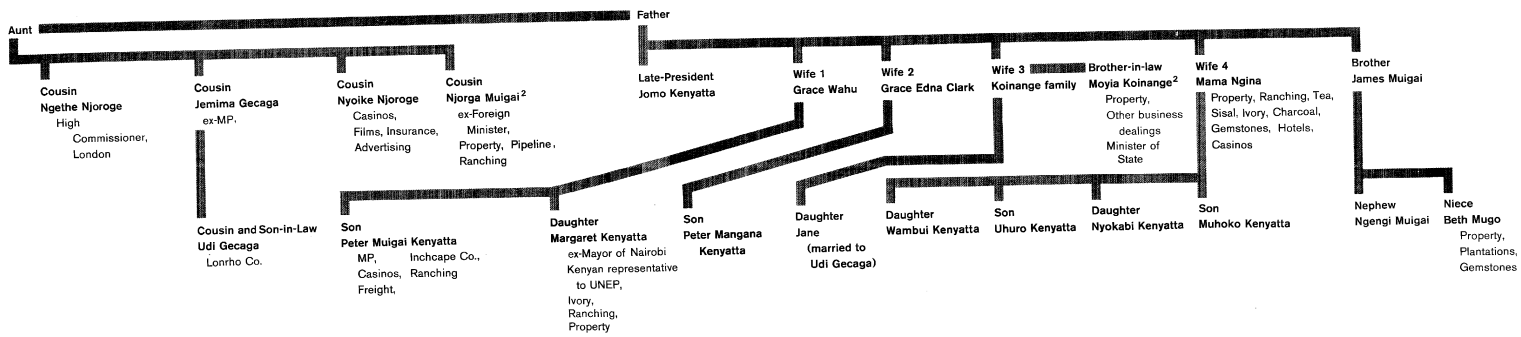 Aunt
Father
Cousin
Ngethe Njoroge
High
Commissioner,
London
Cousin
Jemima Gecaga
ex-MP,
Cousin
Nyoike Njoroge
Casinos,
Films, Insurance,
Advertising
Cousin
Njorga Muigai²
ex-Foreign
Minister,
Property, Pipeline,
Ranching
Late-President
Jomo Kenyatta
Wife 1
Grace Wahu
Wife 2
Grace Edna Clark
Wife 3
Koinange family
Brother-in-law
Moyia Koinange²
Property,
Other business
dealings
Minister of
State
Wife 4
Mama Ngina
Property, Ranching, Tea,
Sisal, Ivory, Charcoal,
Gemstones, Hotels,
Casinos
Brother
James Muigai
Cousin and Son-in-Law
Udi Gecaga
Lonrho Co.
Son
Peter Muigai Kenyatta
MP, Inchcape Co.,
Casinos, Ranching
Freight,
Daughter
Margaret Kenyatta
ex-Mayor of Nairobi
Kenyan representative
to UNEP,
Ivory,
Ranching,
Property
Son
Peter Mangana
Kenyatta
Daughter
Jane
(married to
Udi Gecaga)
Daughter
Wambui Kenyatta
Son
Uhuro Kenyatta
Daughter
Nyokabi Kenyatta
Son
Muhoko Kenyatta
Nephew
Ngengi Muigai
Niece
Beth Mugo
Property,
Plantations,
Gemstones